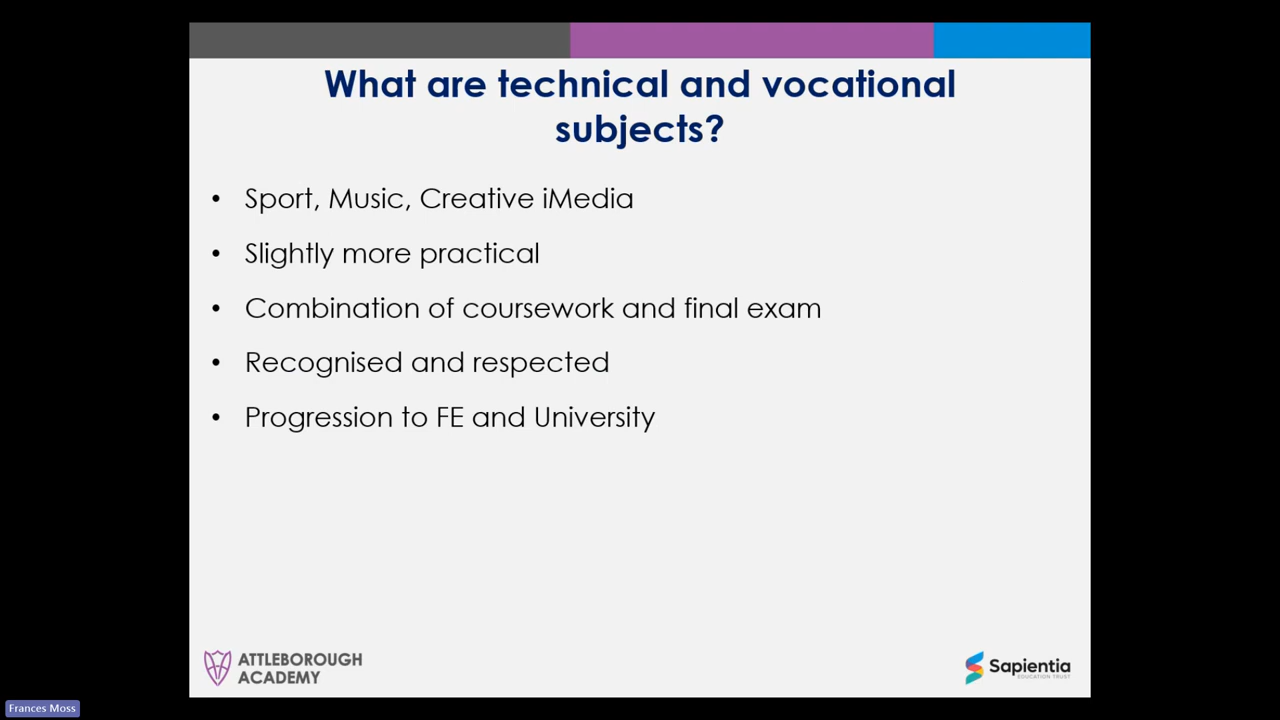 What are technical and vocational
subjects?
• Sport, Music, Creative iMedia
• Slightly more practical
• Combination of coursework and final exam
• Recognised and respected
• Progression to FE and University
ATTLEBOROUGH
ACADEMY
Sapientia
EDUCATION TRUST
Frances Moss